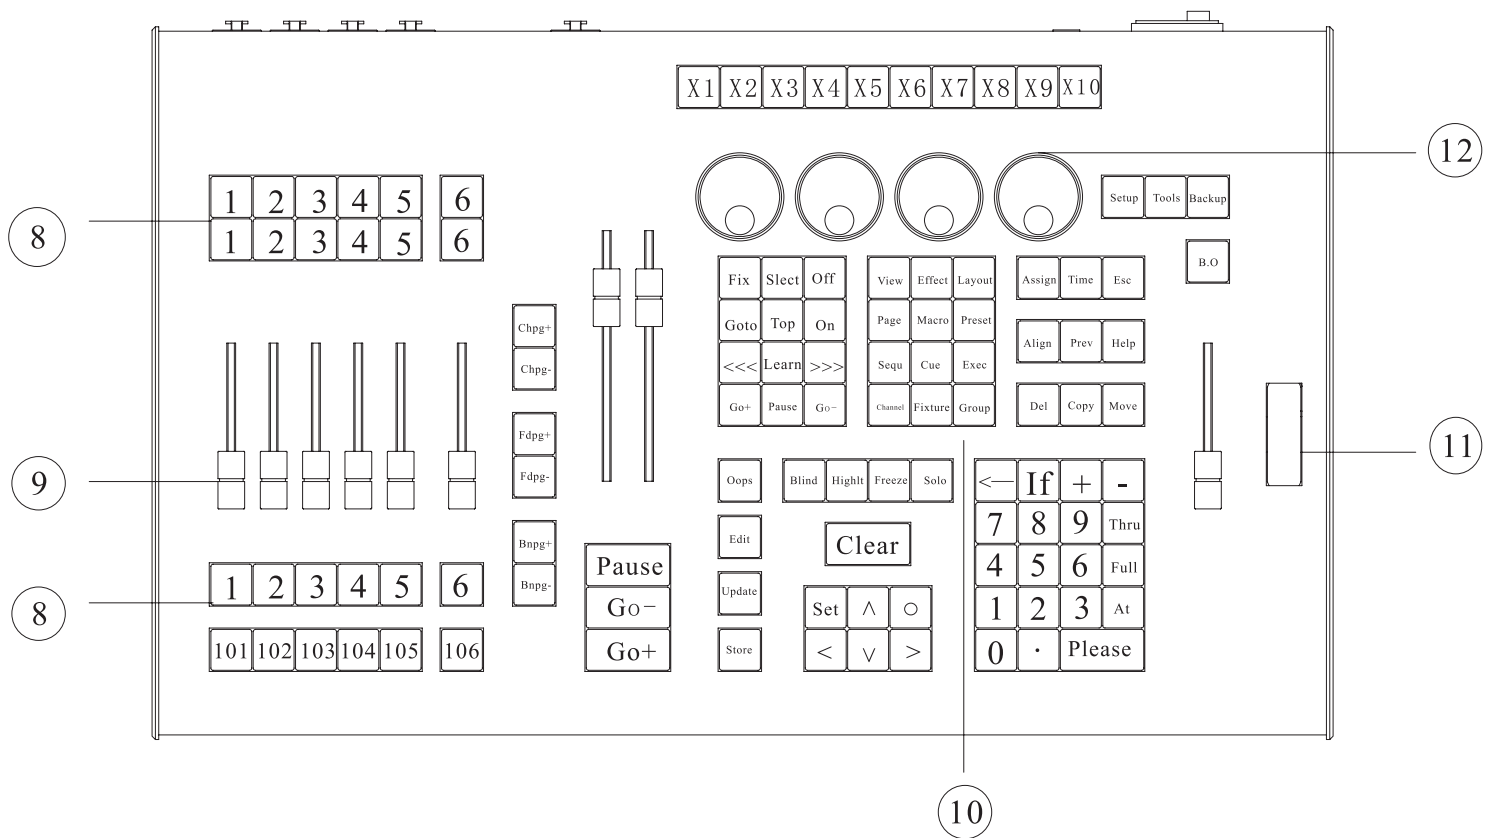 X1 X2 X3 X4 X5 X6 X7 X8 X9 X10
12
Setup Tools Backup
1 2 3 4 5 6
8
1 2 3 4 5 6
B.O
Fix Slect Off
View Effect Layout
Assign Time Esc
Chpg+
Goto Top On
Page Macro Preset
Align Prev Help
Chpg-
<<< Learn >>>
Sequ Cue Exec
Go+ Pause Go-
Channel Fixture Group
Del Copy Move
Fdpg+
11
Fdpg-
9
Oops
Blind Highlt Freeze Solo
<— If + -
7 8 9 Thru
Bnpg+
Edit
Clear
Pause
4 5 6 Full
Bnpg-
1 2 3 4 5 6
8
Go-
Update
Set ∧ ○
1 2 3 At
101 102 103 104 105 106
Go+
Store
< ∨ >
0 . Please
10